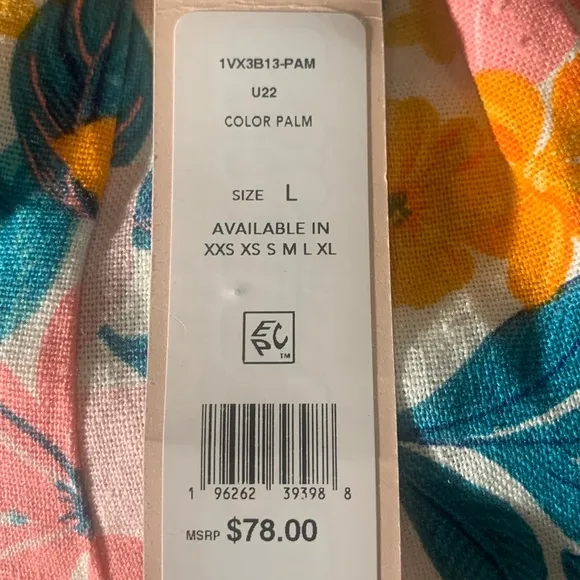 1VX3B13-PAM
U22
COLOR PALM
SIZE L
AVAILABLE IN
XXS XS S M L XL
EPC TM
1 96262 39398 8
MSRP $78.00